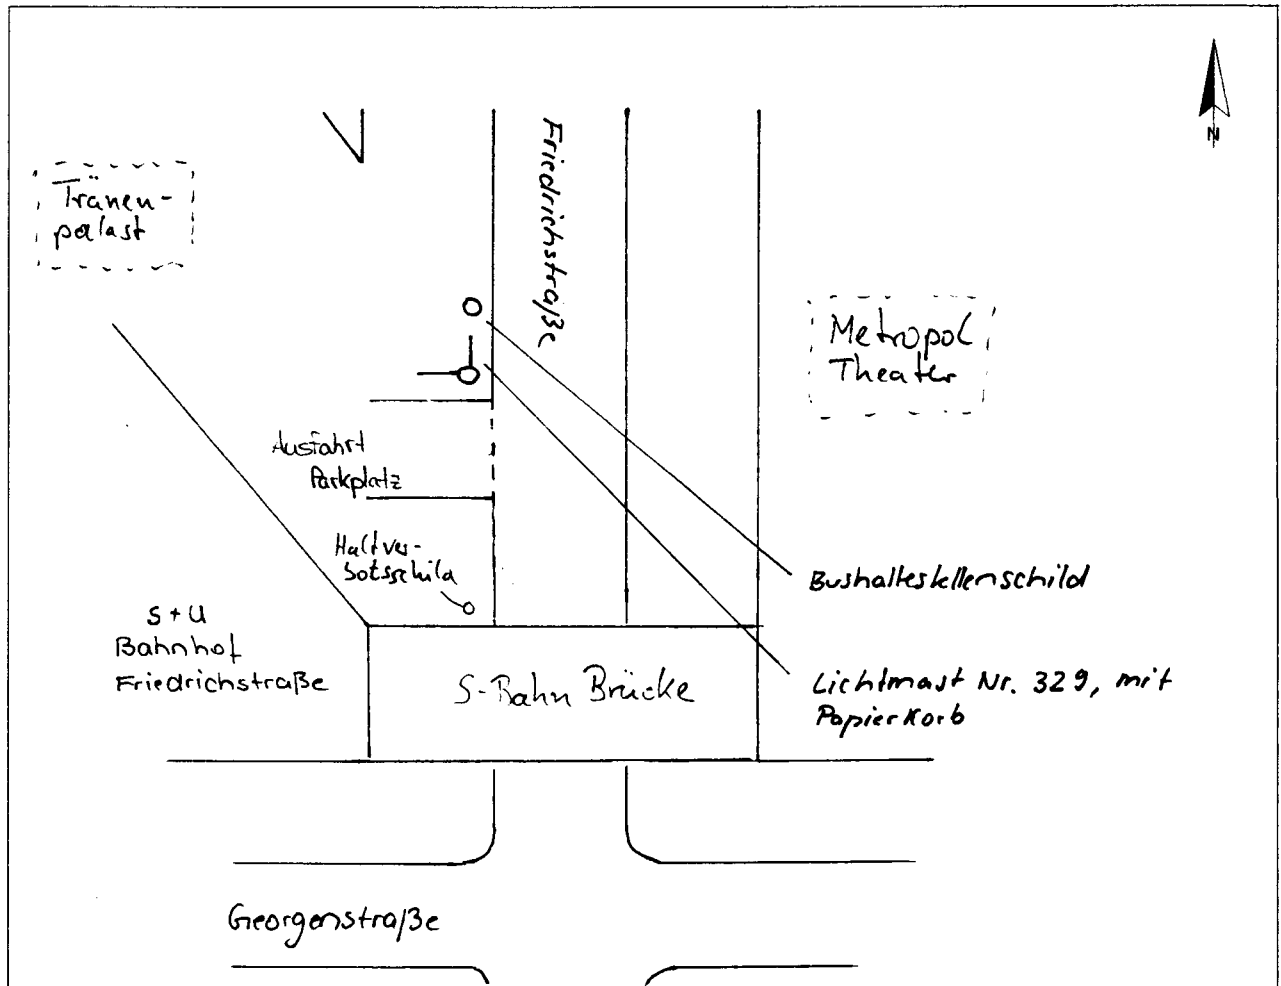 N
Friedrichstraße
Tränen-
palast
Metropol
Theater
Ausfahrt
Parkplatz
Haltver-
botsschild
Bushaltestellenschild
S+U
Bahnhof
Friedrichstraße
S-Bahn Brücke
Lichtmast Nr. 329, mit
Papierkorb
Georgenstraße